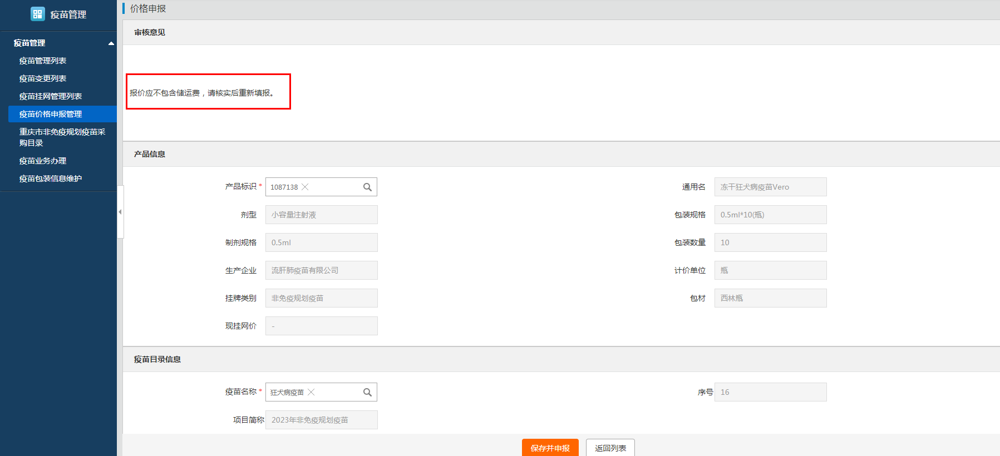 疫苗管理
疫苗管理
疫苗管理列表
疫苗变更列表
疫苗挂网管理列表
疫苗价格申报管理
重庆市非免疫规划疫苗采
购目录
疫苗业务办理
疫苗包装信息维护
价格申报
审核意见
报价应不包含储运费，请核实后重新填报。
产品信息
产品标识* 1087138
通用名 冻干狂犬病疫苗Vero
剂型 小容量注射液
包装规格 0.5ml*10(瓶)
制剂规格 0.5ml
包装数量 10
生产企业 流肝肺疫苗有限公司
计价单位 瓶
挂牌类别 非免疫规划疫苗
包材 西林瓶
现挂网价 -
疫苗目录信息
疫苗名称* 狂犬病疫苗
序号 16
项目简称 2023年非免疫规划疫苗
保存并申报 返回列表